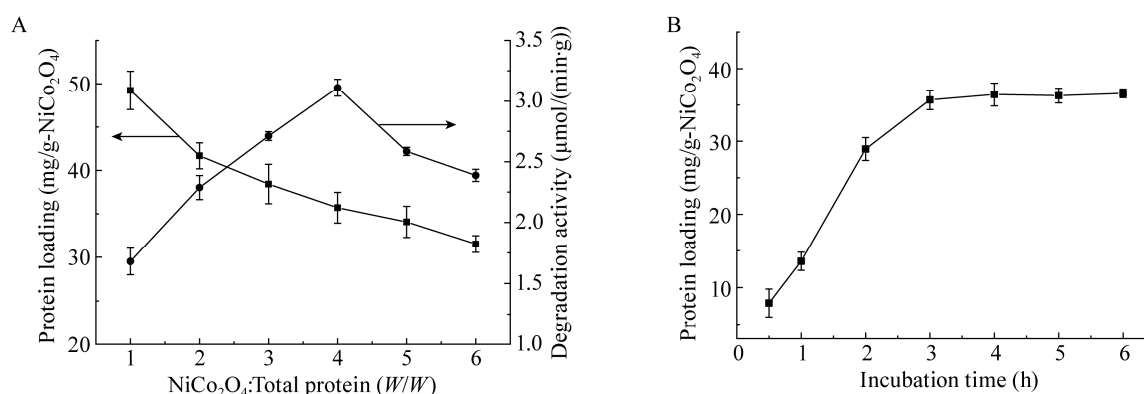 A
Protein loading (mg/g-NiCo₂O₄)
50
40
30
20
3.5
3.0
2.5
2.0
1.5
1.0
Degradation activity (μmol/(min·g))
1 2 3 4 5 6
NiCo₂O₄:Total protein (W/W)
B
Protein loading (mg/g-NiCo₂O₄)
40
30
20
10
0 1 2 3 4 5 6
Incubation time (h)